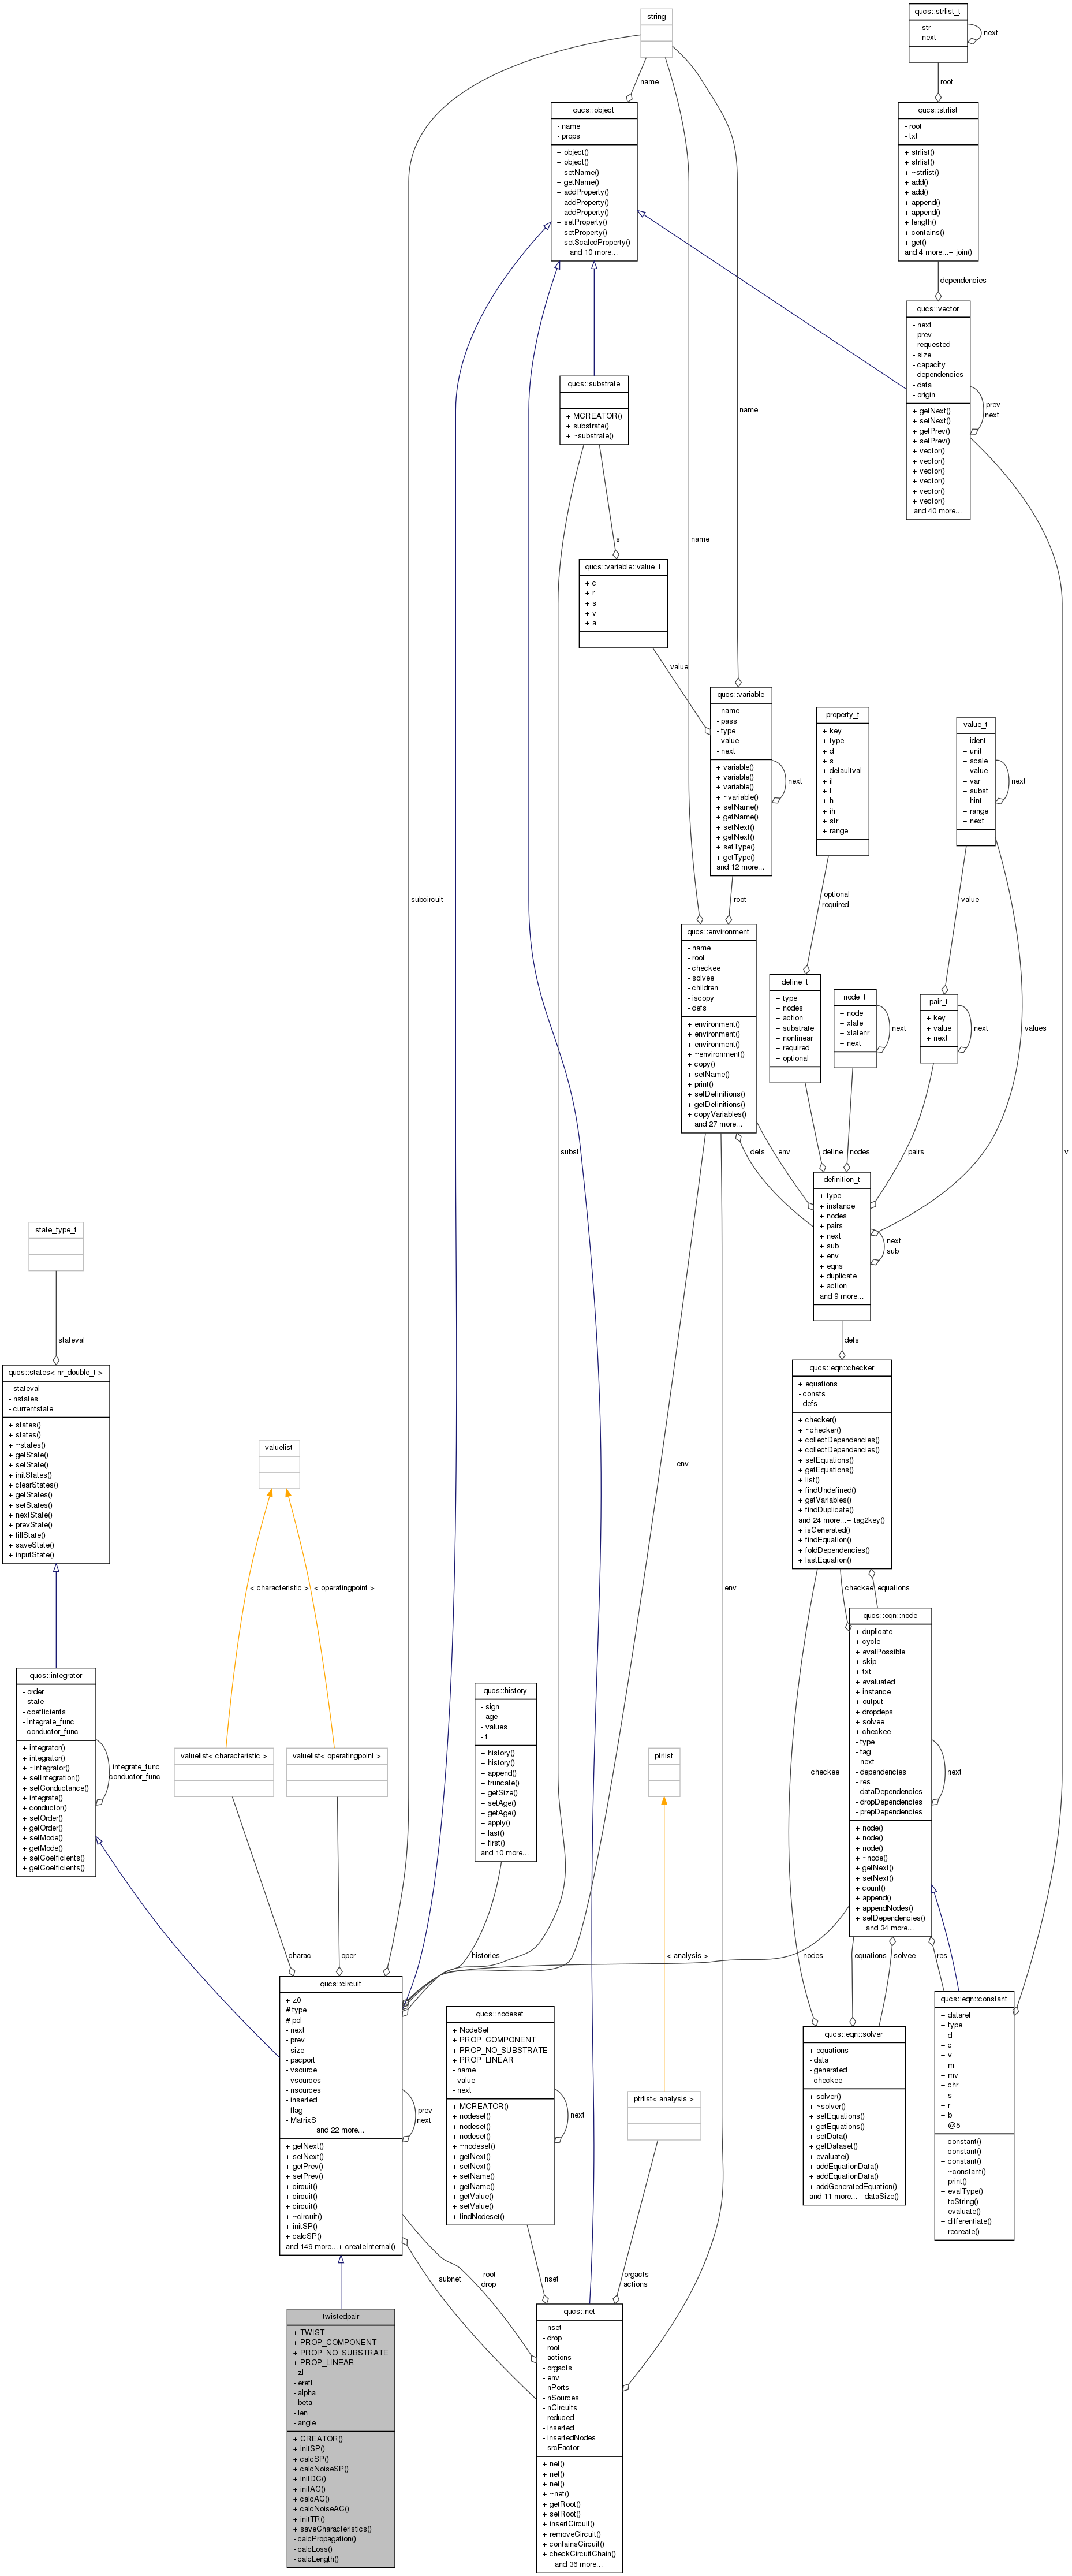 string
qucs::strlist_t
+ str
+ next
next
root
name
qucs::object
- name
- props
+ object()
+ object()
+ setName()
+ getName()
+ addProperty()
+ addProperty()
+ addProperty()
+ setProperty()
+ setProperty()
+ setScaledProperty()
and 10 more...
qucs::strlist
- root
- txt
+ strlist()
+ strlist()
+ ~strlist()
+ add()
+ add()
+ append()
+ append()
+ length()
+ contains()
+ get()
and 4 more...+ join()
dependencies
qucs::vector
- next
- prev
- requested
- size
- capacity
- dependencies
- data
- origin
+ getNext()
+ setNext()
+ getPrev()
+ setPrev()
+ vector()
+ vector()
+ vector()
+ vector()
+ vector()
+ vector()
and 40 more...
prev
next
qucs::substrate
+ MCREATOR()
+ substrate()
+ ~substrate()
name
name
s
qucs::variable::value_t
+ c
+ r
+ s
+ v
+ a
value
qucs::variable
- name
- pass
- type
- value
- next
+ variable()
+ variable()
+ variable()
+ ~variable()
+ setName()
+ getName()
+ setNext()
+ getNext()
+ setType()
+ getType()
and 12 more...
next
property_t
+ key
+ type
+ d
+ s
+ defaultval
+ il
+ l
+ h
+ ih
+ str
+ range
value_t
+ ident
+ unit
+ scale
+ value
+ var
+ subst
+ hint
+ range
+ next
next
subcircuit
root
optional
required
value
qucs::environment
- name
- root
- checkee
- solvee
- children
- iscopy
- defs
+ environment()
+ environment()
+ environment()
+ ~environment()
+ copy()
+ setName()
+ print()
+ setDefinitions()
+ getDefinitions()
+ copyVariables()
and 27 more...
define_t
+ type
+ nodes
+ action
+ substrate
+ nonlinear
+ required
+ optional
node_t
+ node
+ xlate
+ xlatenr
+ next
next
pair_t
+ key
+ value
+ next
next
values
subst
defs
env
define
nodes
pairs
v
definition_t
+ type
+ instance
+ nodes
+ pairs
+ next
+ sub
+ env
+ eqns
+ duplicate
+ action
and 9 more...
next
sub
state_type_t
stateval
defs
qucs::states< nr_double_t >
- stateval
- nstates
- currentstate
+ states()
+ states()
+ ~states()
+ getState()
+ setState()
+ initStates()
+ clearStates()
+ getStates()
+ setStates()
+ nextState()
+ prevState()
+ fillState()
+ saveState()
+ inputState()
qucs::eqn::checker
+ equations
- consts
- defs
+ checker()
+ ~checker()
+ collectDependencies()
+ collectDependencies()
+ setEquations()
+ getEquations()
+ list()
+ findUndefined()
+ getVariables()
+ findDuplicate()
and 24 more...+ tag2key()
+ isGenerated()
+ findEquation()
+ foldDependencies()
+ lastEquation()
valuelist
env
< characteristic >
< operatingpoint >
env
checkee
equations
qucs::eqn::node
+ duplicate
+ cycle
+ evalPossible
+ skip
+ txt
+ evaluated
+ instance
+ output
+ dropdeps
+ solvee
+ checkee
- type
- tag
- next
- dependencies
- res
- dataDependencies
- dropDependencies
- prepDependencies
+ node()
+ node()
+ node()
+ ~node()
+ getNext()
+ setNext()
+ count()
+ append()
+ appendNodes()
+ setDependencies()
and 34 more...
next
qucs::integrator
- order
- state
- coefficients
- integrate_func
- conductor_func
+ integrator()
+ integrator()
+ ~integrator()
+ setIntegration()
+ setConductance()
+ integrate()
+ conductor()
+ setOrder()
+ getOrder()
+ setMode()
+ getMode()
+ setCoefficients()
+ getCoefficients()
integrate_func
conductor_func
valuelist< characteristic >
valuelist< operatingpoint >
qucs::history
- sign
- age
- values
- t
+ history()
+ history()
+ append()
+ truncate()
+ getSize()
+ setAge()
+ getAge()
+ apply()
+ last()
+ first()
and 10 more...
ptrlist
checkee
charac
oper
histories
< analysis >
nodes
equations
solvee
res
qucs::circuit
+ z0
# type
# pol
- next
- prev
- size
- pacport
- vsource
- vsources
- nsources
- inserted
- flag
- MatrixS
and 22 more...
+ getNext()
+ setNext()
+ getPrev()
+ setPrev()
+ circuit()
+ circuit()
+ circuit()
+ ~circuit()
+ initSP()
+ calcSP()
and 149 more...+ createInternal()
prev
next
qucs::nodeset
+ NodeSet
+ PROP_COMPONENT
+ PROP_NO_SUBSTRATE
+ PROP_LINEAR
- name
- value
- next
+ MCREATOR()
+ nodeset()
+ nodeset()
+ nodeset()
+ ~nodeset()
+ getNext()
+ setNext()
+ setName()
+ getName()
+ getValue()
+ setValue()
+ findNodeset()
next
ptrlist< analysis >
qucs::eqn::solver
+ equations
- data
- generated
- checkee
+ solver()
+ ~solver()
+ setEquations()
+ getEquations()
+ setData()
+ getDataset()
+ evaluate()
+ addEquationData()
+ addEquationData()
+ addGeneratedEquation()
and 11 more...+ dataSize()
qucs::eqn::constant
+ dataref
+ type
+ d
+ c
+ v
+ m
+ mv
+ chr
+ s
+ r
+ b
+ @5
+ constant()
+ constant()
+ constant()
+ ~constant()
+ print()
+ evalType()
+ toString()
+ evaluate()
+ differentiate()
+ recreate()
subnet
root
drop
nset
orgacts
actions
twistedpair
+ TWIST
+ PROP_COMPONENT
+ PROP_NO_SUBSTRATE
+ PROP_LINEAR
- zl
- ereff
- alpha
- beta
- len
- angle
+ CREATOR()
+ initSP()
+ calcSP()
+ calcNoiseSP()
+ initDC()
+ initAC()
+ calcAC()
+ calcNoiseAC()
+ initTR()
+ saveCharacteristics()
- calcPropagation()
- calcLoss()
- calcLength()
qucs::net
- nset
- drop
- root
- actions
- orgacts
- env
- nPorts
- nSources
- nCircuits
- reduced
- inserted
- insertedNodes
- srcFactor
+ net()
+ net()
+ net()
+ ~net()
+ getRoot()
+ setRoot()
+ insertCircuit()
+ removeCircuit()
+ containsCircuit()
+ checkCircuitChain()
and 36 more...